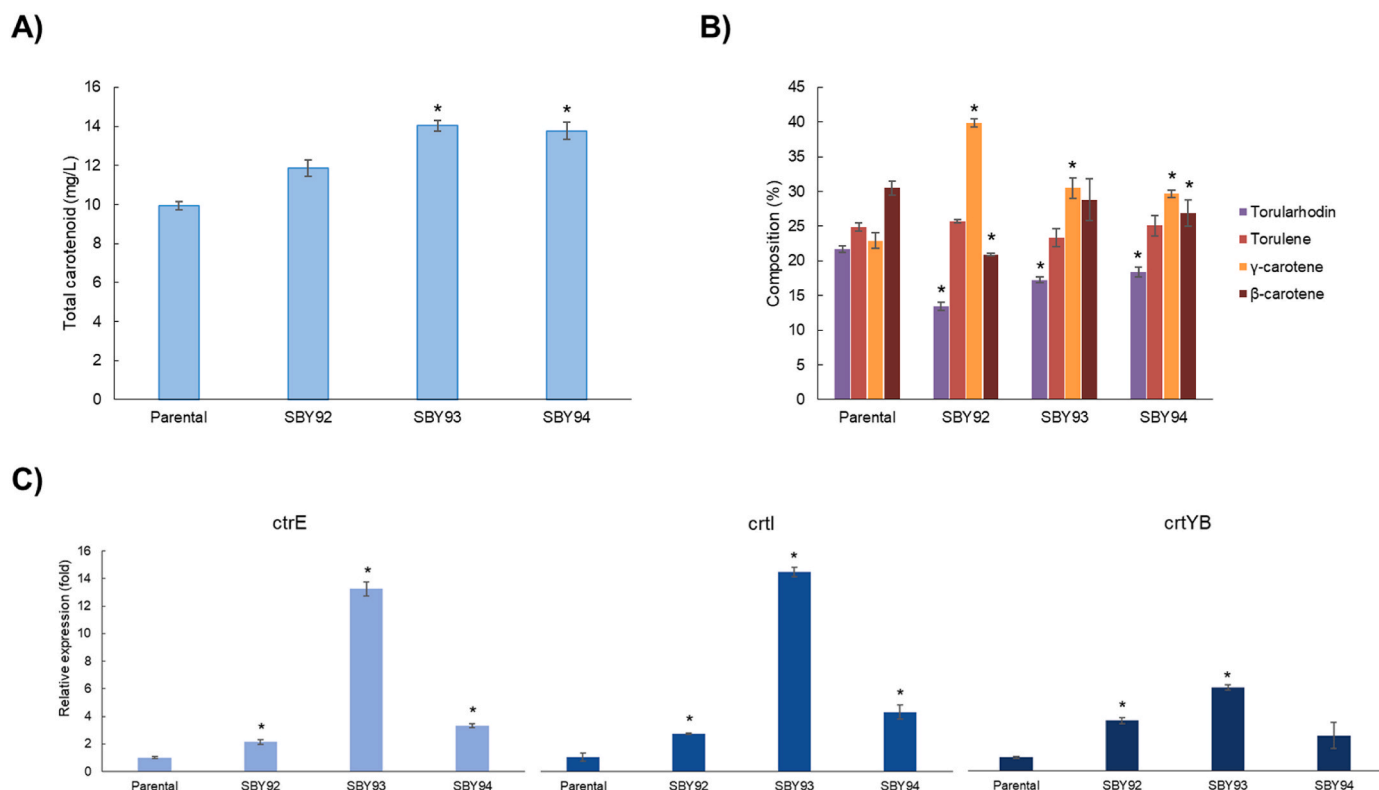 A)
B)
16
14
12
10
8
6
4
2
0
Total carotenoid (mg/L)
*
*
Parental SBY92 SBY93 SBY94
45
40
35
30
25
20
15
10
5
0
Composition (%)
* * * * * * *
Parental SBY92 SBY93 SBY94
Torularhodin
Torulene
γ-carotene
β-carotene
C)
ctrE
crtI
crtYB
16
14
12
10
8
6
4
2
0
Relative expression (fold)
* * *
* * *
* *
Parental SBY92 SBY93 SBY94
Parental SBY92 SBY93 SBY94
Parental SBY92 SBY93 SBY94